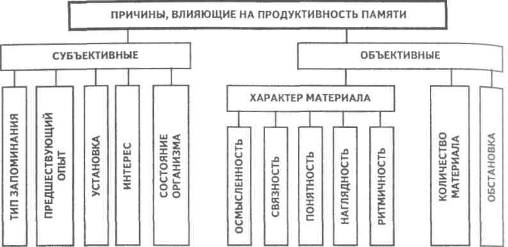 ПРИЧИНЫ, ВЛИЯЮЩИЕ НА ПРОДУКТИВНОСТЬ ПАМЯТИ
СУБЪЕКТИВНЫЕ
ОБЪЕКТИВНЫЕ
ТИП ЗАПОМИНАНИЯ
ПРЕДШЕСТВУЮЩИЙ
ОПЫТ
УСТАНОВКА
ИНТЕРЕС
СОСТОЯНИЕ
ОРГАНИЗМА
ХАРАКТЕР МАТЕРИАЛА
ОСМЫСЛЕННОСТЬ
СВЯЗНОСТЬ
ПОНЯТНОСТЬ
НАГЛЯДНОСТЬ
РИТМИЧНОСТЬ
КОЛИЧЕСТВО
МАТЕРИАЛА
ОБСТАНОВКА